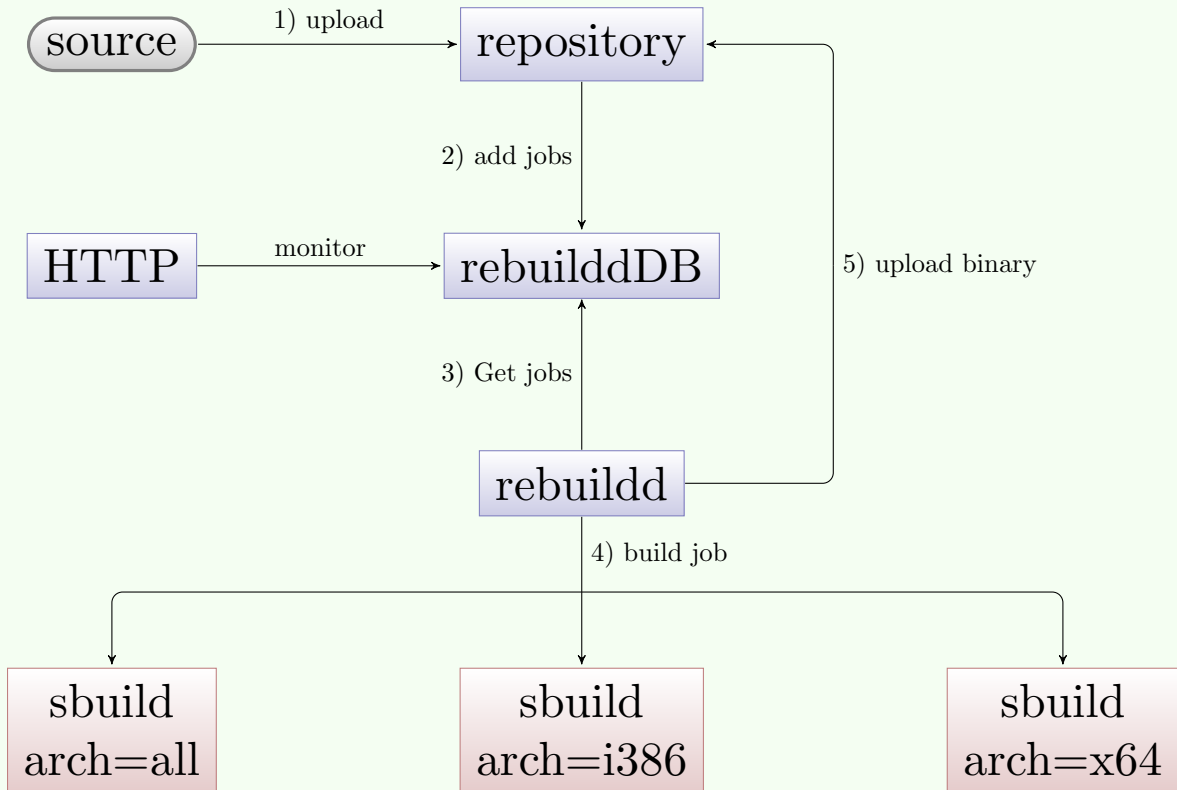 1) upload
source
repository
2) add jobs
monitor
HTTP
rebuilddDB
5) upload binary
3) Get jobs
rebuildd
4) build job
sbuild
arch=all
sbuild
arch=i386
sbuild
arch=x64